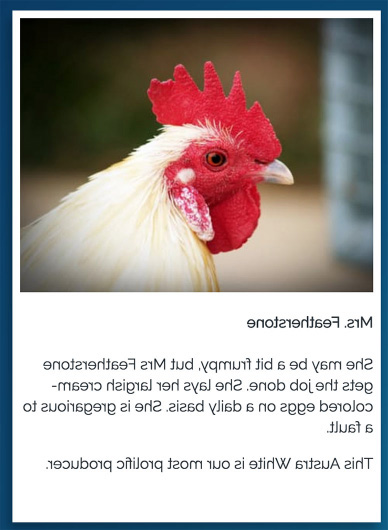 Mrs. Featherstone
She may be a bit frumpy, but Mrs Featherstone
gets the job done. She lays her largish cream-
colored eggs on a daily basis. She is gregarious to
a fault.
This Austra White is our most prolific producer.